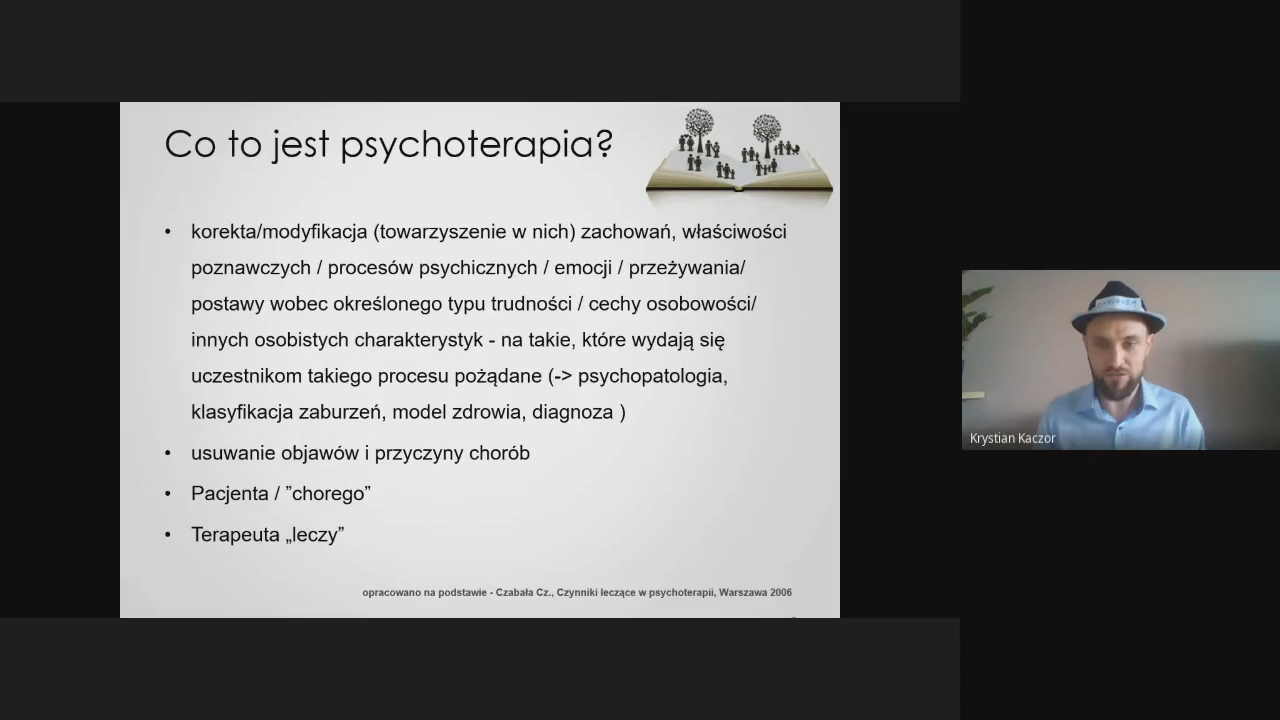 Co to jest psychoterapia?
• korekta/modyfikacja (towarzyszenie w nich) zachowań, właściwości
poznawczych / procesów psychicznych / emocji / przeżywania/
postawy wobec określonego typu trudności / cechy osobowości/
innych osobistych charakterystyk - na takie, które wydają się
uczestnikom takiego procesu pożądane (-> psychopatologia,
klasyfikacja zaburzeń, model zdrowia, diagnoza )
• usuwanie objawów i przyczyny chorób
• Pacjenta / ”chorego”
• Terapeuta „leczy”
opracowano na podstawie - Czabała Cz., Czynniki leczące w psychoterapii, Warszawa 2006
Krystian Kaczor